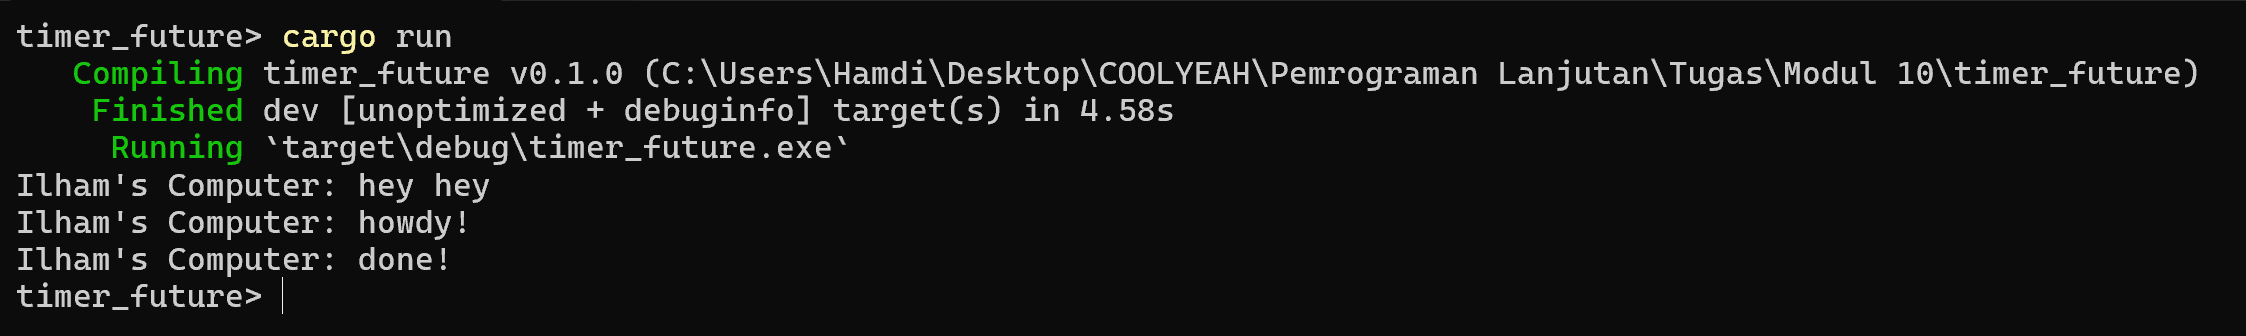 timer_future> cargo run
Compiling timer_future v0.1.0 (C:\Users\Hamdi\Desktop\COOLYEAH\Pemrograman Lanjutan\Tugas\Modul 10\timer_future)
Finished dev [unoptimized + debuginfo] target(s) in 4.58s
Running `target\debug\timer_future.exe`
Ilham's Computer: hey hey
Ilham's Computer: howdy!
Ilham's Computer: done!
timer_future>